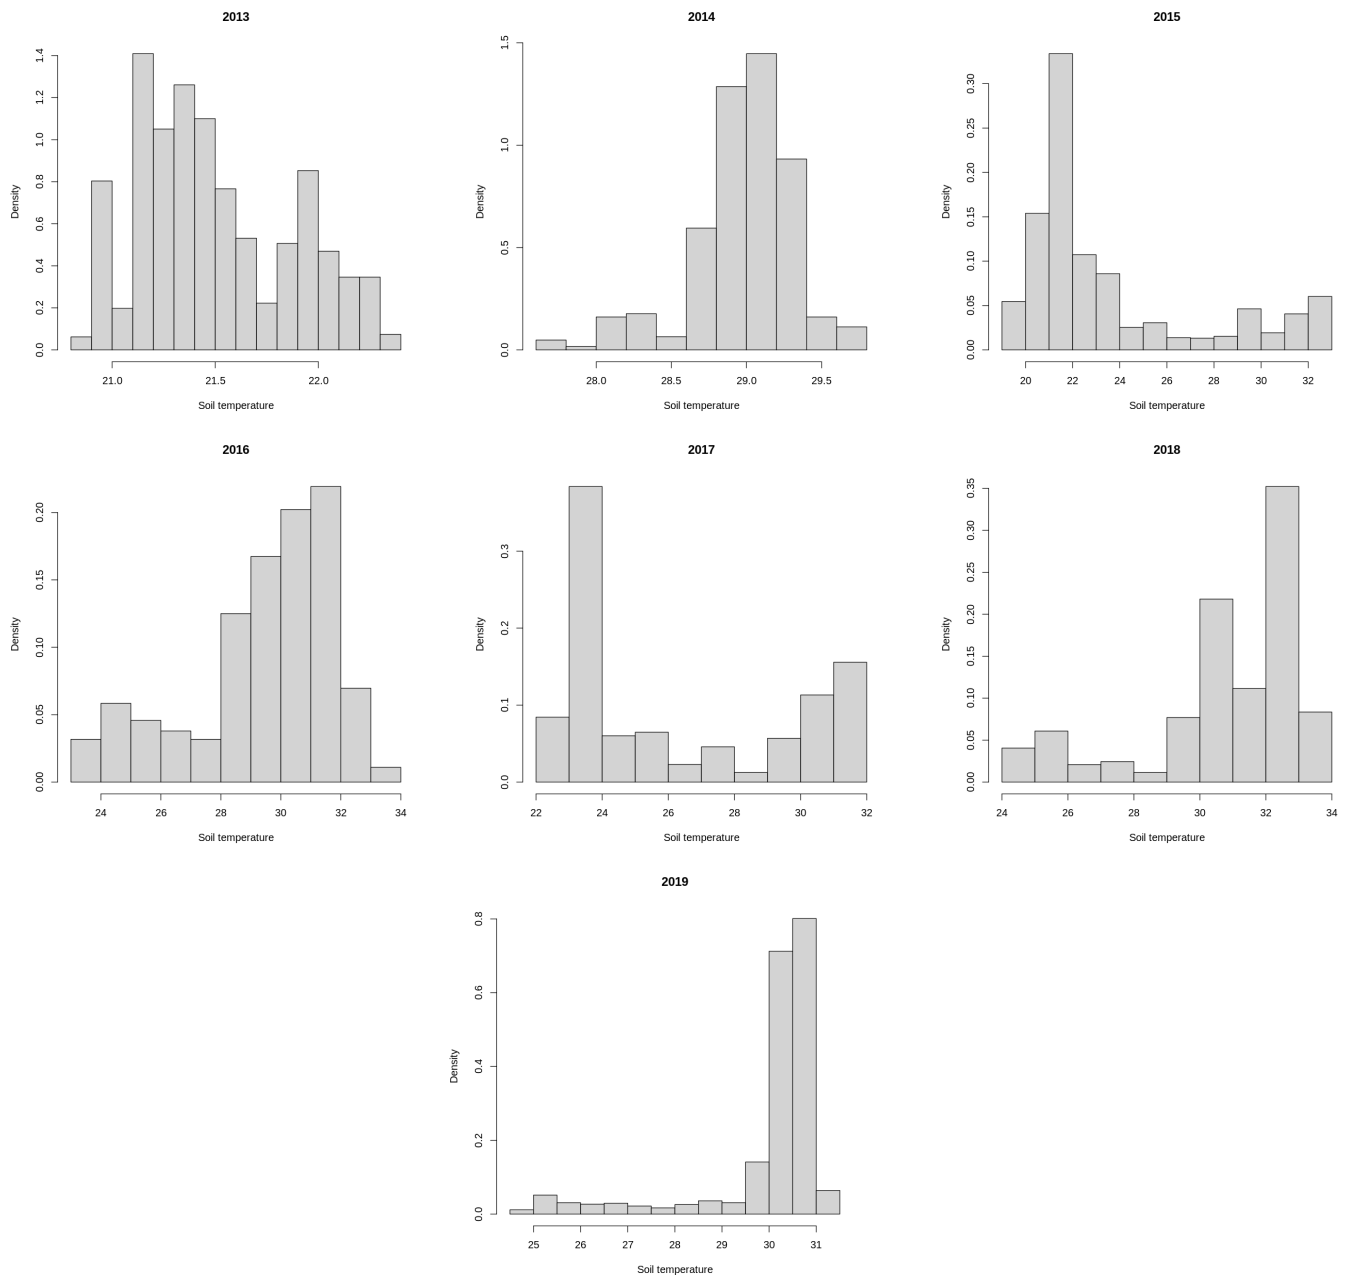 2013
Density
0.0 0.2 0.4 0.6 0.8 1.0 1.2 1.4
21.0 21.5 22.0
Soil temperature
2014
Density
0.0 0.5 1.0 1.5
28.0 28.5 29.0 29.5
Soil temperature
2015
Density
0.00 0.05 0.10 0.15 0.20 0.25 0.30
20 22 24 26 28 30 32
Soil temperature
2016
Density
0.00 0.05 0.10 0.15 0.20
24 26 28 30 32 34
Soil temperature
2017
Density
0.0 0.1 0.2 0.3
22 24 26 28 30 32
Soil temperature
2018
Density
0.00 0.05 0.10 0.15 0.20 0.25 0.30 0.35
24 26 28 30 32 34
Soil temperature
2019
Density
0.0 0.2 0.4 0.6 0.8
25 26 27 28 29 30 31
Soil temperature